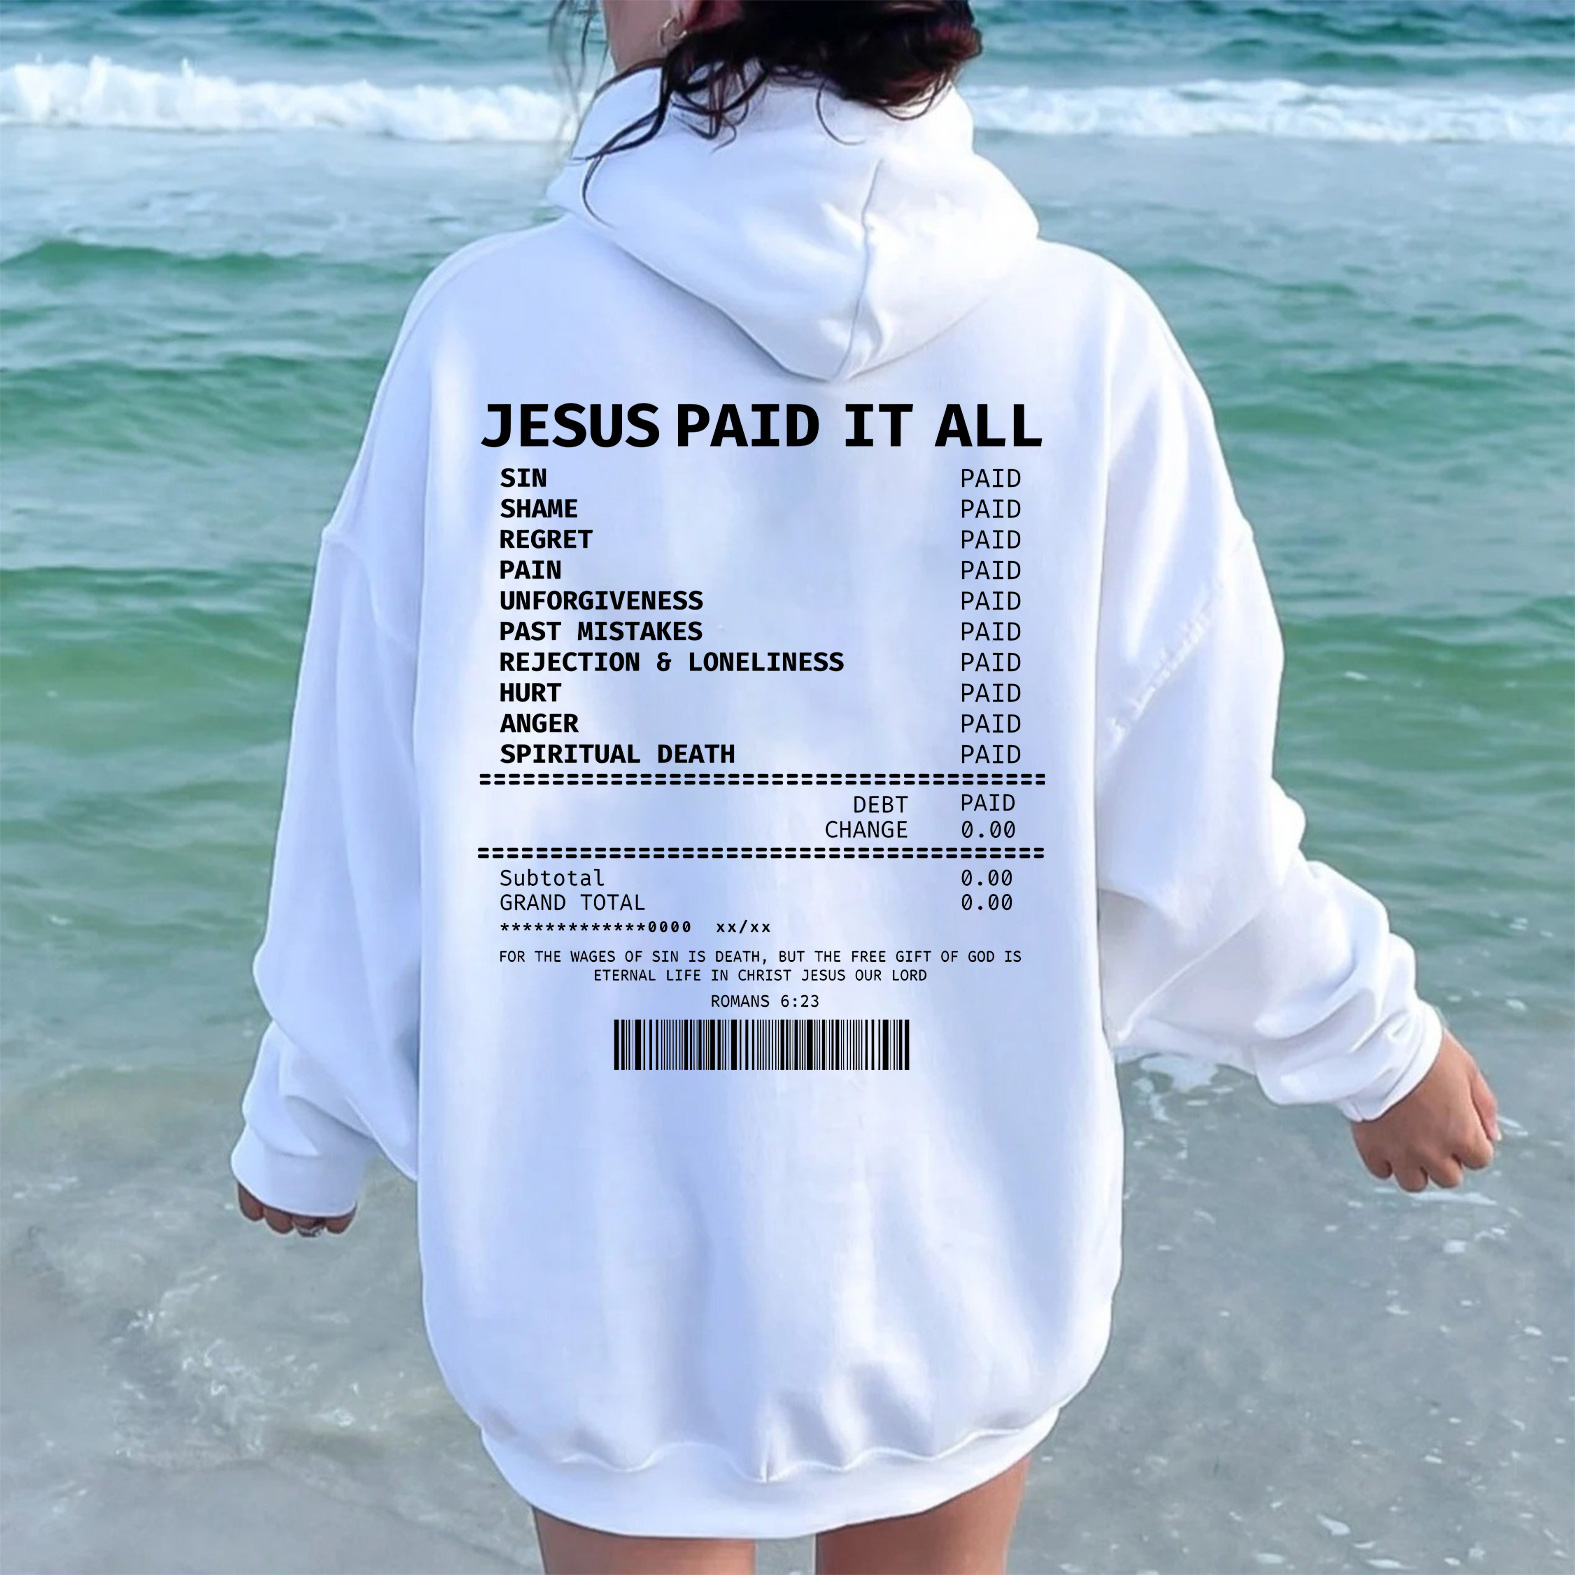 JESUS PAID IT ALL
SIN PAID
SHAME PAID
REGRET PAID
PAIN PAID
UNFORGIVENESS PAID
PAST MISTAKES PAID
REJECTION & LONELINESS PAID
HURT PAID
ANGER PAID
SPIRITUAL DEATH PAID
=======================================
DEBT PAID
CHANGE 0.00
=======================================
Subtotal 0.00
GRAND TOTAL 0.00
*************0000 xx/xx
FOR THE WAGES OF SIN IS DEATH, BUT THE FREE GIFT OF GOD IS
ETERNAL LIFE IN CHRIST JESUS OUR LORD
ROMANS 6:23